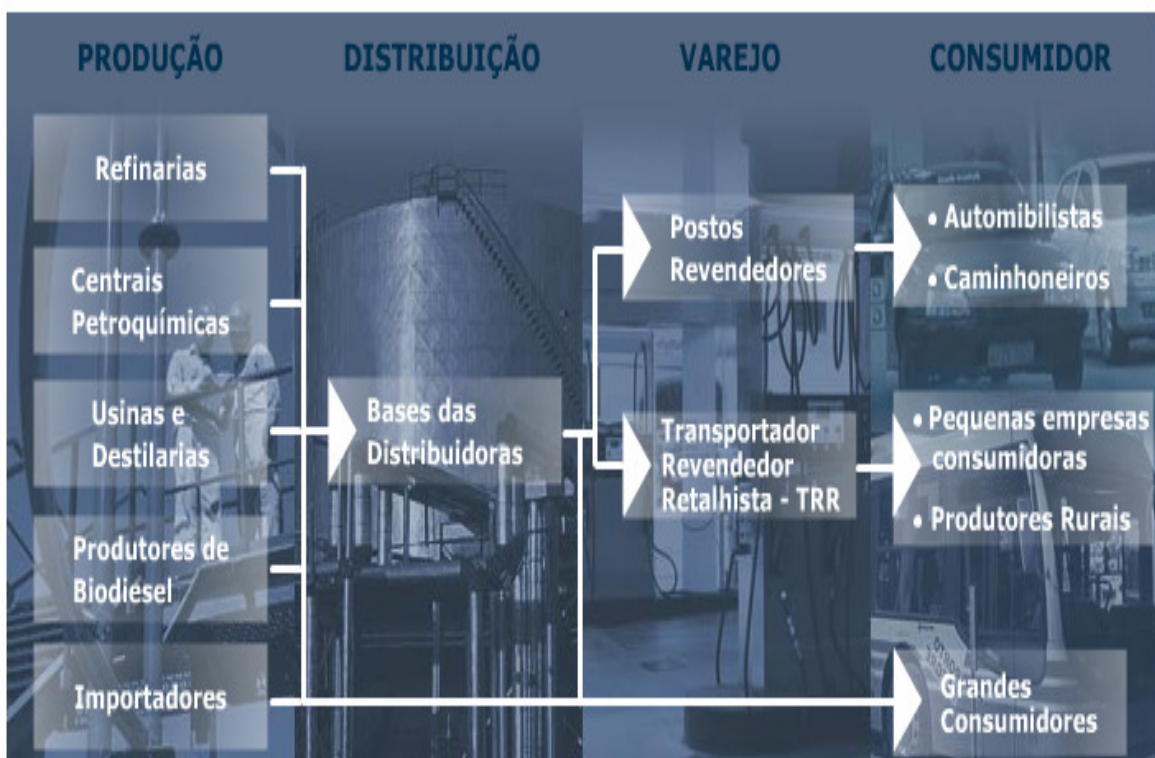 PRODUÇÃO
DISTRIBUIÇÃO
VAREJO
CONSUMIDOR
Refinarias
Centrais
Petroquímicas
Usinas e
Destilarias
Produtores de
Biodiesel
Importadores
Bases das
Distribuidoras
Postos
Revendedores
Transportador
Revendedor
Retalhista - TRR
• Automibilistas
• Caminhoneiros
• Pequenas empresas
consumidoras
• Produtores Rurais
Grandes
Consumidores